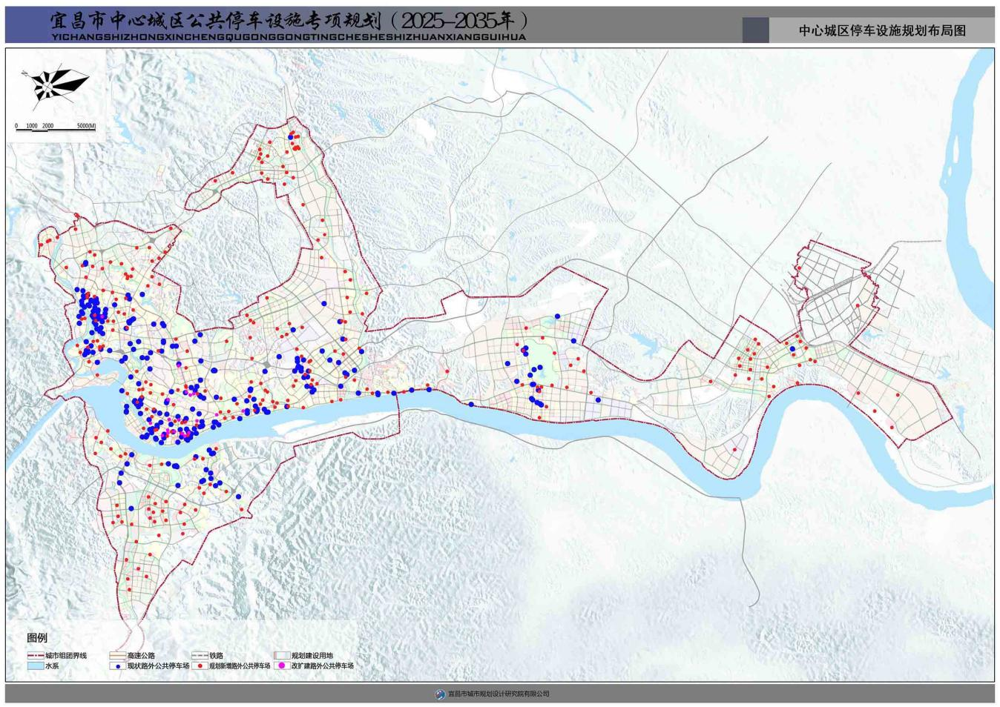 宜昌市中心城区公共停车设施专项规划(2025—2035年)
YICHANGSHIZHONGXINCHENGQUGONGGONGTINGCHESHESHIZHUANXIANGGUIHUA
中心城区停车设施规划布局图
N
0 1000 2000 5000(M)
图例
城市组团界线 高速公路 铁路 规划建设用地
水系 现状路外公共停车场 规划新增路外公共停车场 改扩建路外公共停车场
宜昌市城市规划设计研究院有限公司